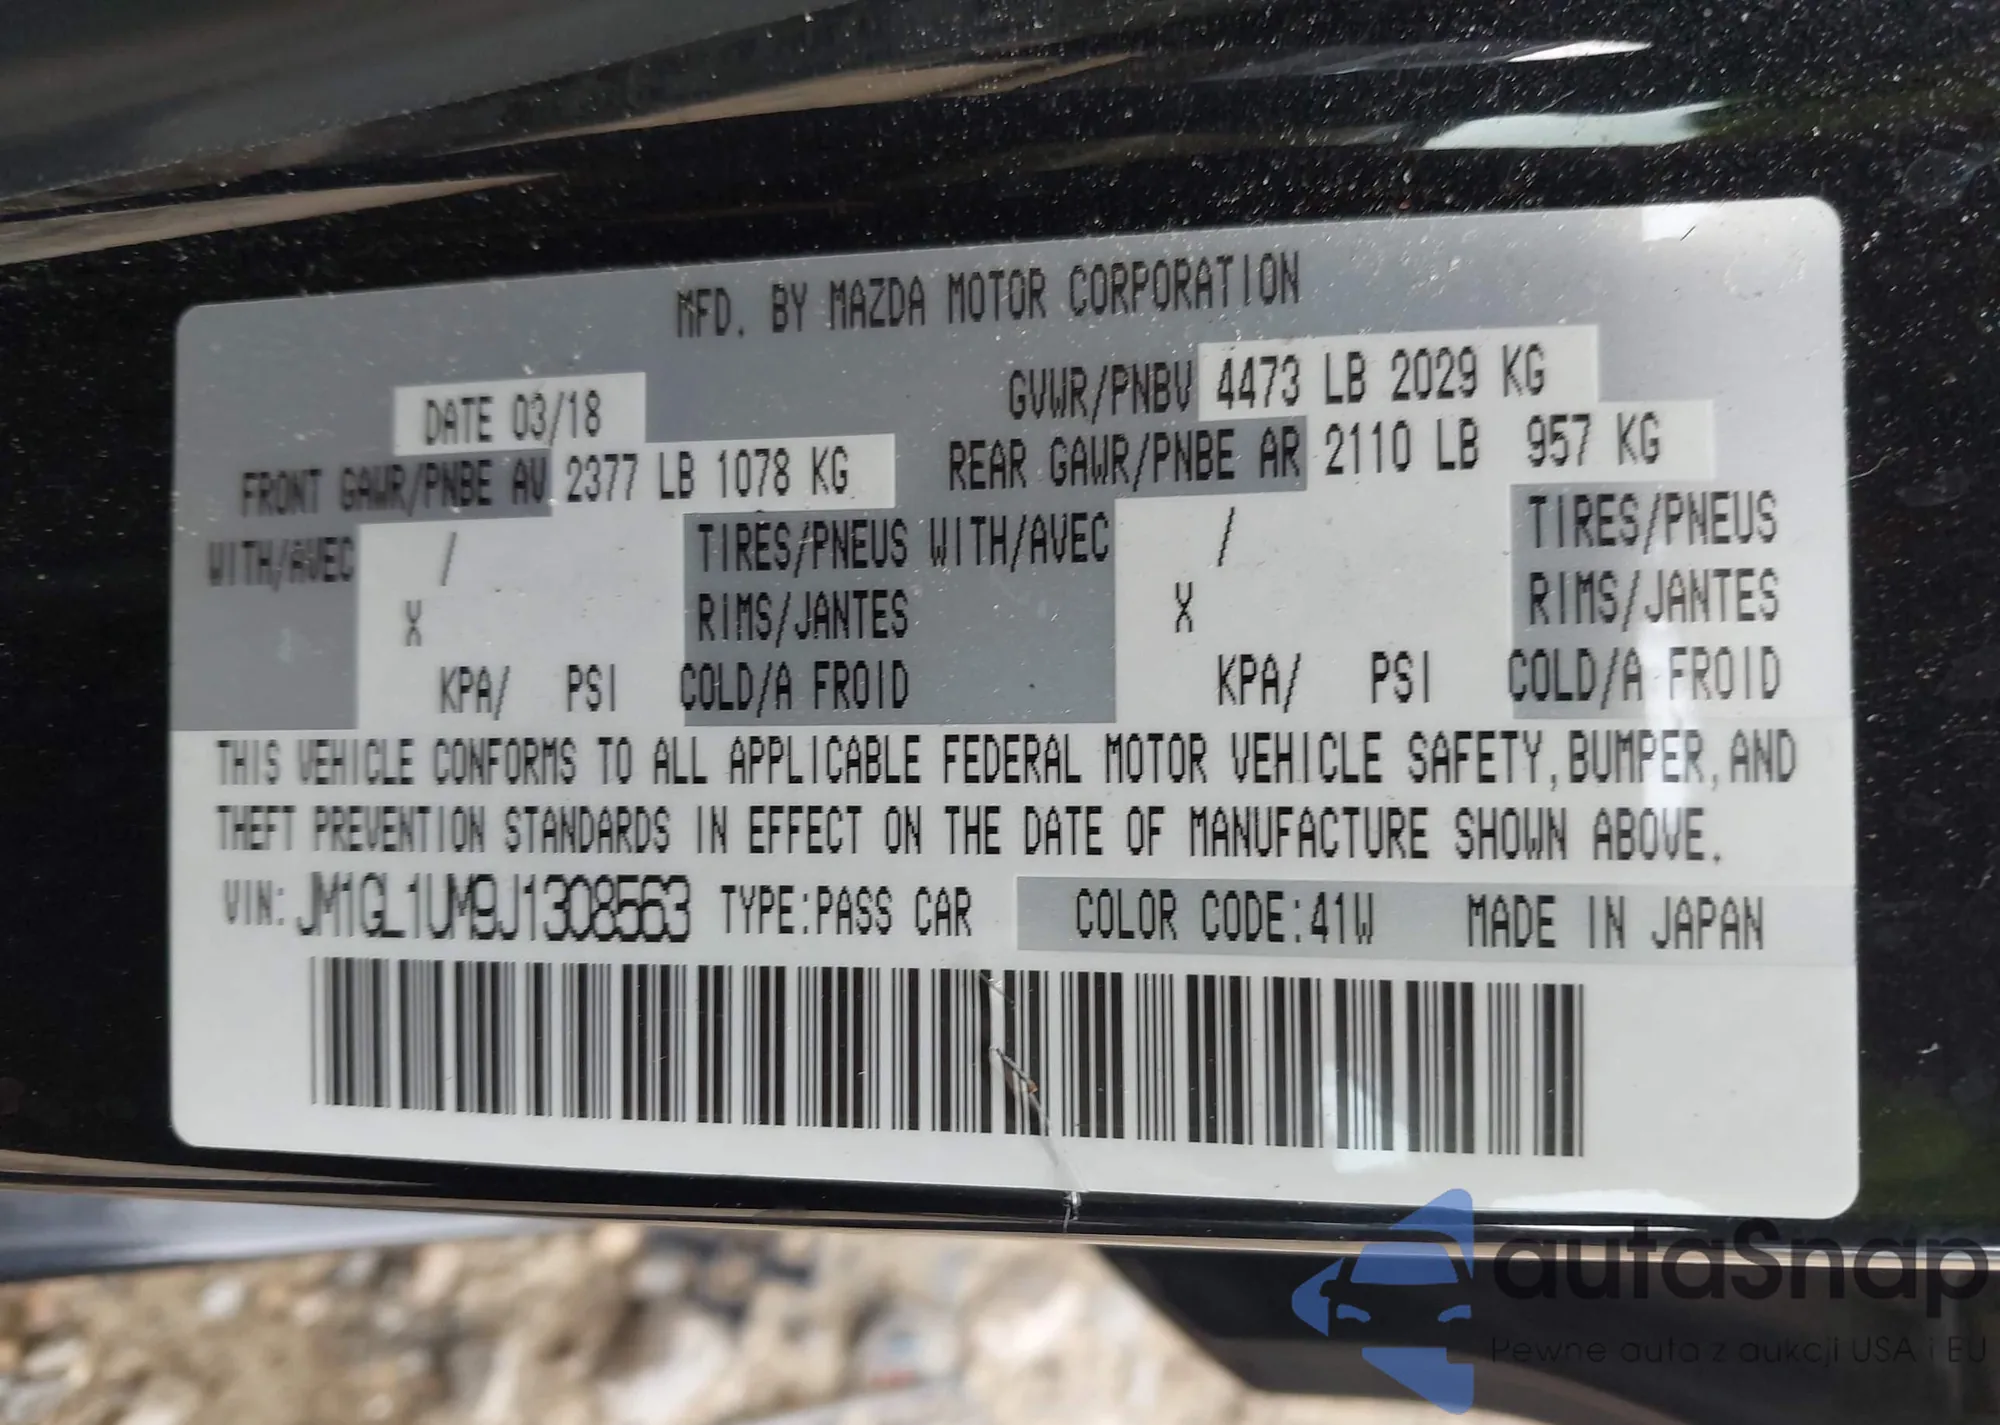 MFD. BY MAZDA MOTOR CORPORATION
DATE 03/18 GVWR/PNBV 4473 LB 2029 KG
FRONT GAWR/PNBE AV 2377 LB 1078 KG REAR GAWR/PNBE AR 2110 LB 957 KG
WITH/AVEC / TIRES/PNEUS WITH/AVEC / TIRES/PNEUS
X RIMS/JANTES X RIMS/JANTES
KPA/ PSI COLD/A FROID KPA/ PSI COLD/A FROID
THIS VEHICLE CONFORMS TO ALL APPLICABLE FEDERAL MOTOR VEHICLE SAFETY, BUMPER, AND
THEFT PREVENTION STANDARDS IN EFFECT ON THE DATE OF MANUFACTURE SHOWN ABOVE.
VIN: JM1GL1UM9J1308563 TYPE:PASS CAR COLOR CODE:41W MADE IN JAPAN
autaSnap
Pewne auta z aukcji USA i EU